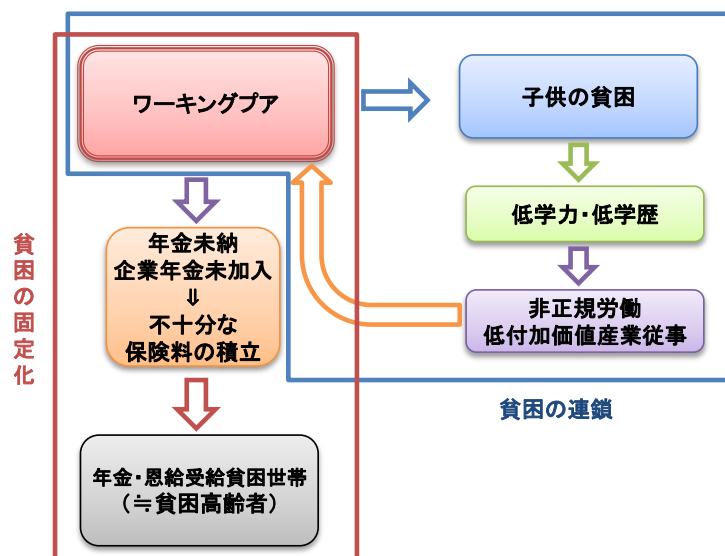 ワーキングプア
子供の貧困
低学力・低学歴
年金未納
企業年金未加入
⇓
不十分な
保険料の積立
非正規労働
低付加価値産業従事
貧困の固定化
貧困の連鎖
年金・恩給受給貧困世帯
（≒貧困高齢者）